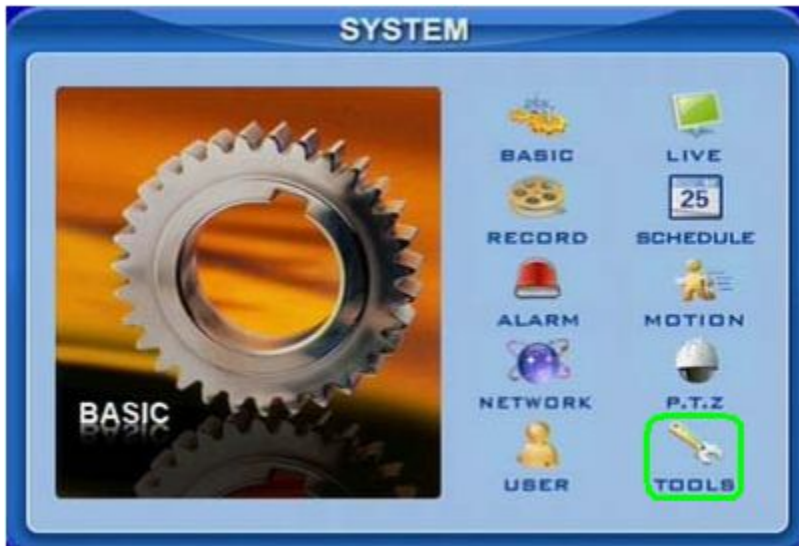 SYSTEM
BASIC
LIVE
RECORD
25
SCHEDULE
ALARM
MOTION
NETWORK
P.T.Z
USER
TOOLS
BASIC